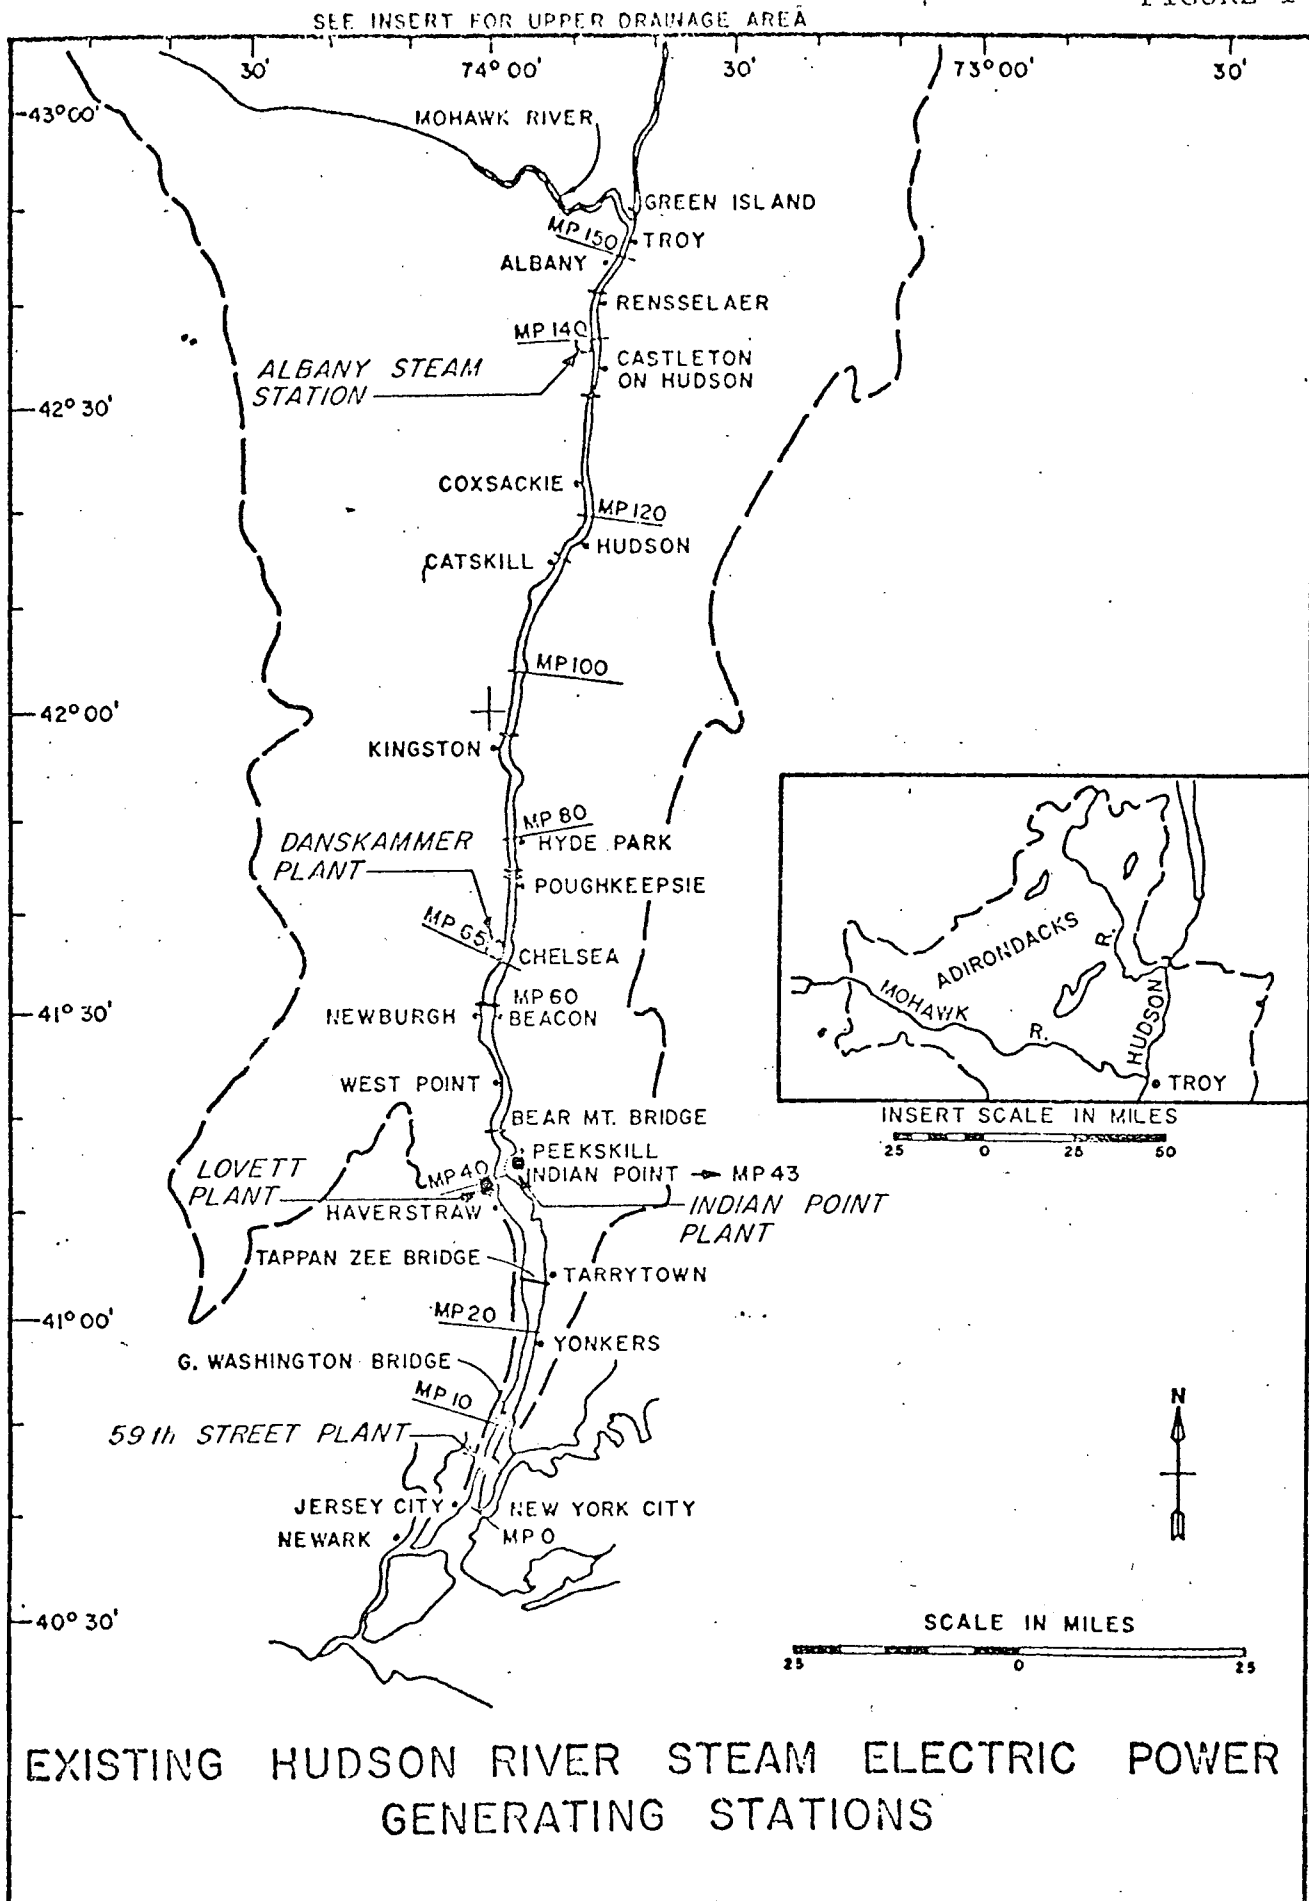 FIGURE 1
SEE INSERT FOR UPPER DRAINAGE AREA
30'
74°00'
30'
73°00'
30'
43°00'
MOHAWK RIVER
GREEN ISLAND
MP 150
TROY
ALBANY
RENSSELAER
MP 140
ALBANY STEAM
STATION
CASTLETON
ON HUDSON
42° 30'
COXSACKIE
MP 120
HUDSON
CATSKILL
MP 100
42° 00'
KINGSTON
MP 80
DANSKAMMER
PLANT
HYDE PARK
POUGHKEEPSIE
MP 65
CHELSEA
MP 60
NEWBURGH
BEACON
41° 30'
WEST POINT
BEAR MT. BRIDGE
PEEKSKILL
LOVETT
PLANT
MP 40
INDIAN POINT → MP 43
HAVERSTRAW
INDIAN POINT
PLANT
TAPPAN ZEE BRIDGE
TARRYTOWN
MP 20
41° 00'
YONKERS
G. WASHINGTON BRIDGE
MP 10
59th STREET PLANT
JERSEY CITY
NEW YORK CITY
NEWARK
MP 0
40° 30'
ADIRONDACKS
MOHAWK
R.
R.
HUDSON
TROY
INSERT SCALE IN MILES
25 0 25 50
N
SCALE IN MILES
25 0 25
EXISTING HUDSON RIVER STEAM ELECTRIC POWER
GENERATING STATIONS